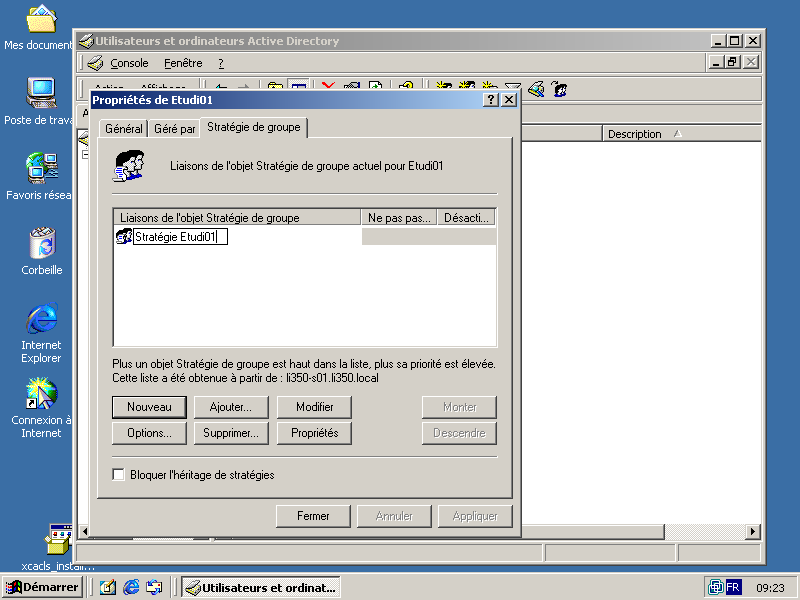 Mes document
Poste de trava
Favoris résea
Corbeille
Internet
Explorer
Connexion à
Internet
xcacls_install...
Utilisateurs et ordinateurs Active Directory
Console Fenêtre ?
Description
Propriétés de Etudi01
Général Géré par Stratégie de groupe
Liaisons de l'objet Stratégie de groupe actuel pour Etudi01
Liaisons de l'objet Stratégie de groupe Ne pas pas... Désacti...
Stratégie Etudi01
Plus un objet Stratégie de groupe est haut dans la liste, plus sa priorité est élevée.
Cette liste a été obtenue à partir de : li350-s01.li350.local
Nouveau Ajouter... Modifier Monter
Options... Supprimer... Propriétés Descendre
Bloquer l'héritage de stratégies
Fermer Annuler Appliquer
Démarrer Utilisateurs et ordinat... FR 09:23